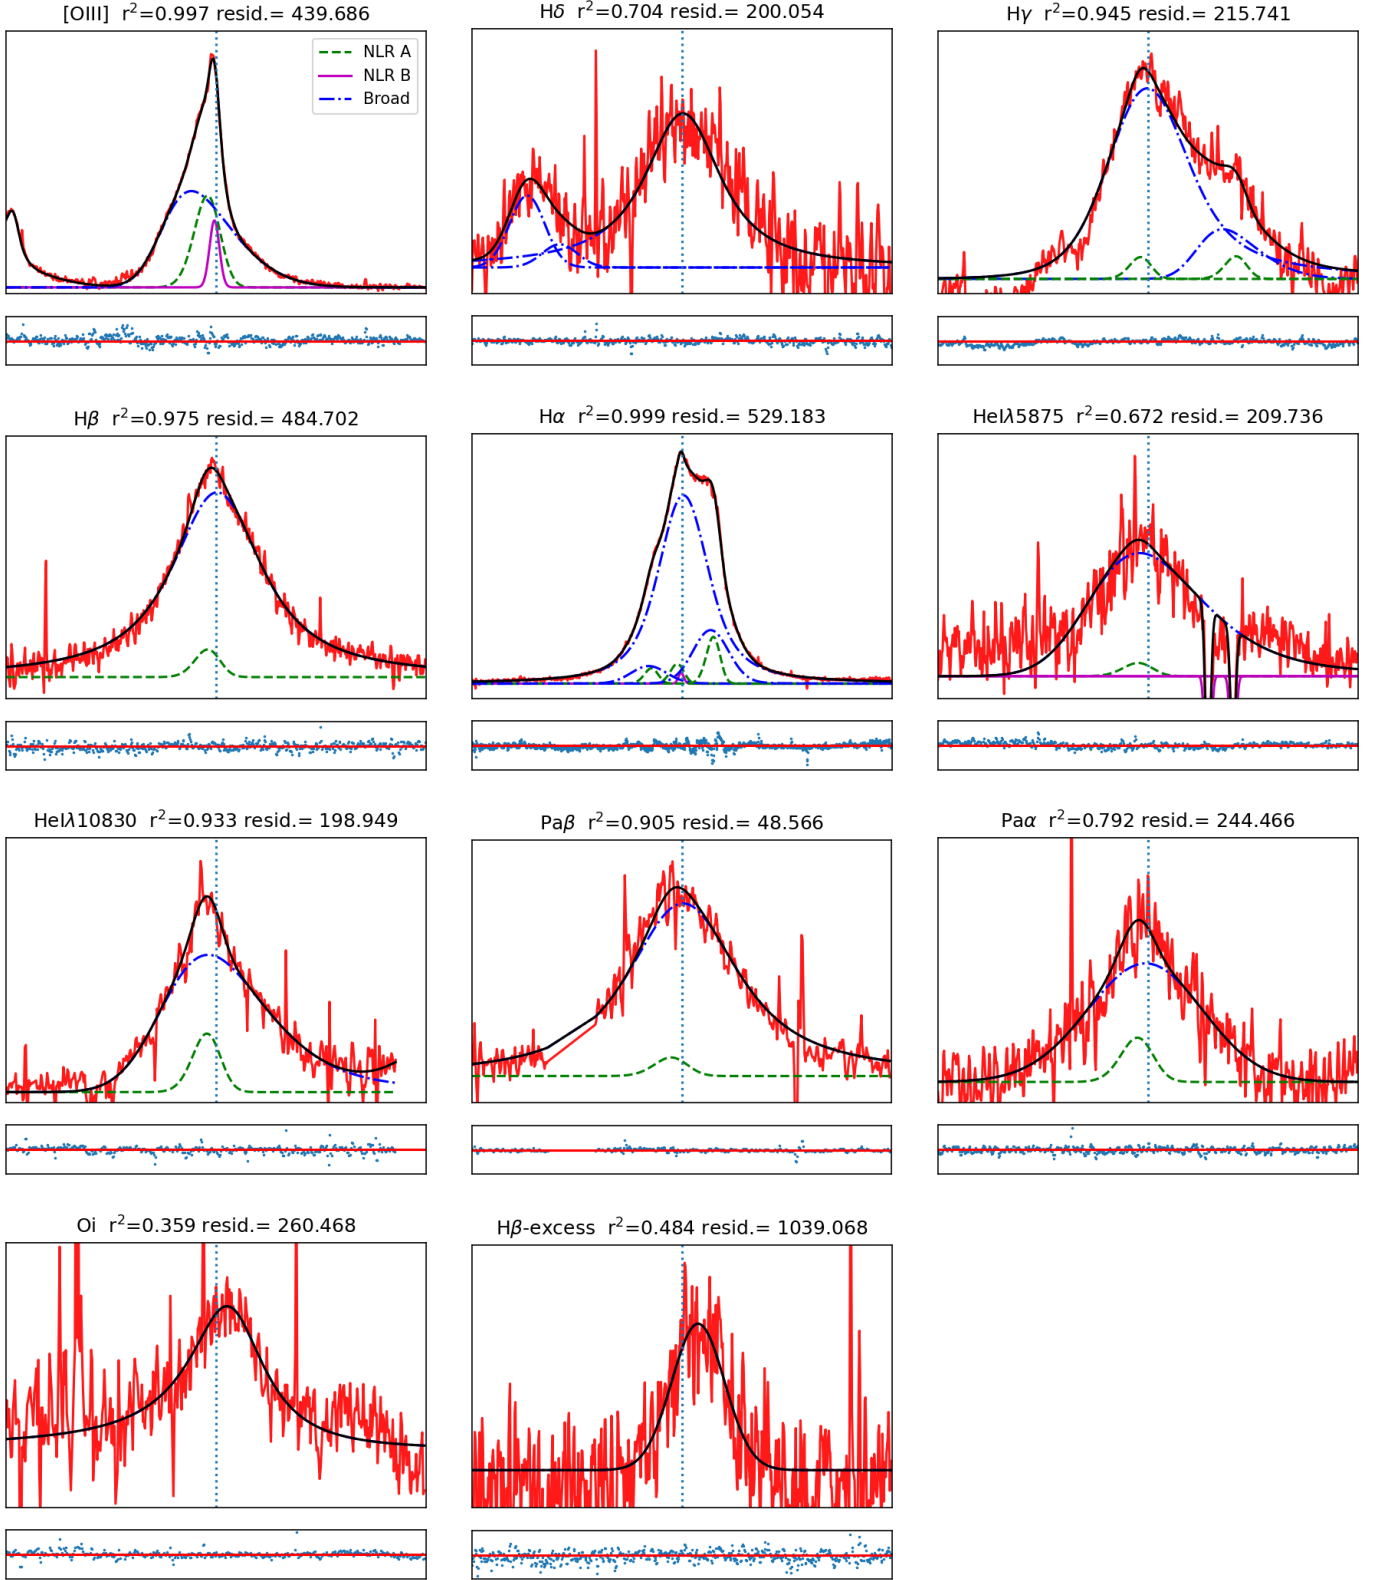 [OIII] r²=0.997 resid.= 439.686
NLR A
NLR B
Broad
Hδ r²=0.704 resid.= 200.054
Hγ r²=0.945 resid.= 215.741
Hβ r²=0.975 resid.= 484.702
Hα r²=0.999 resid.= 529.183
HeIλ5875 r²=0.672 resid.= 209.736
HeIλ10830 r²=0.933 resid.= 198.949
Paβ r²=0.905 resid.= 48.566
Paα r²=0.792 resid.= 244.466
Oi r²=0.359 resid.= 260.468
Hβ-excess r²=0.484 resid.= 1039.068